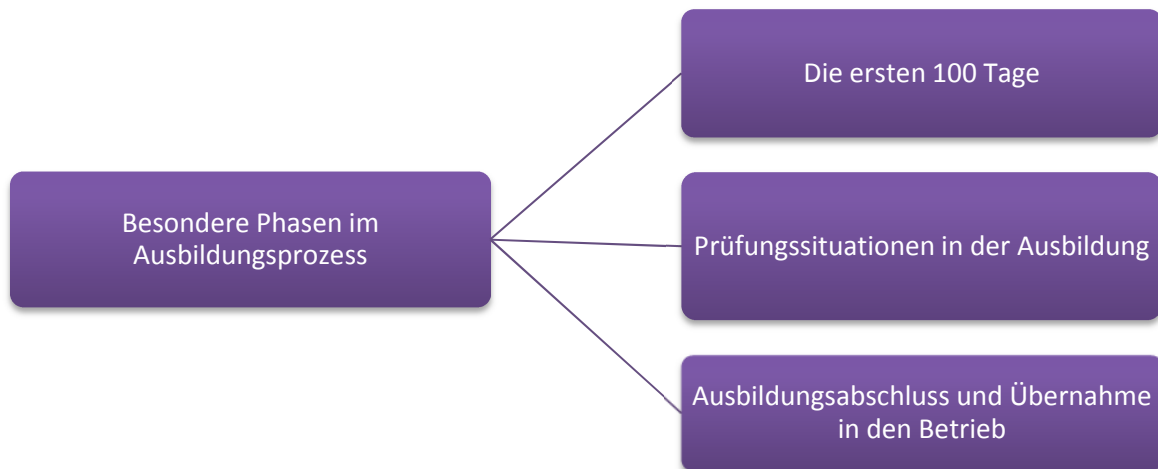 Die ersten 100 Tage
Besondere Phasen im
Ausbildungsprozess
Prüfungssituationen in der Ausbildung
Ausbildungsabschluss und Übernahme
in den Betrieb